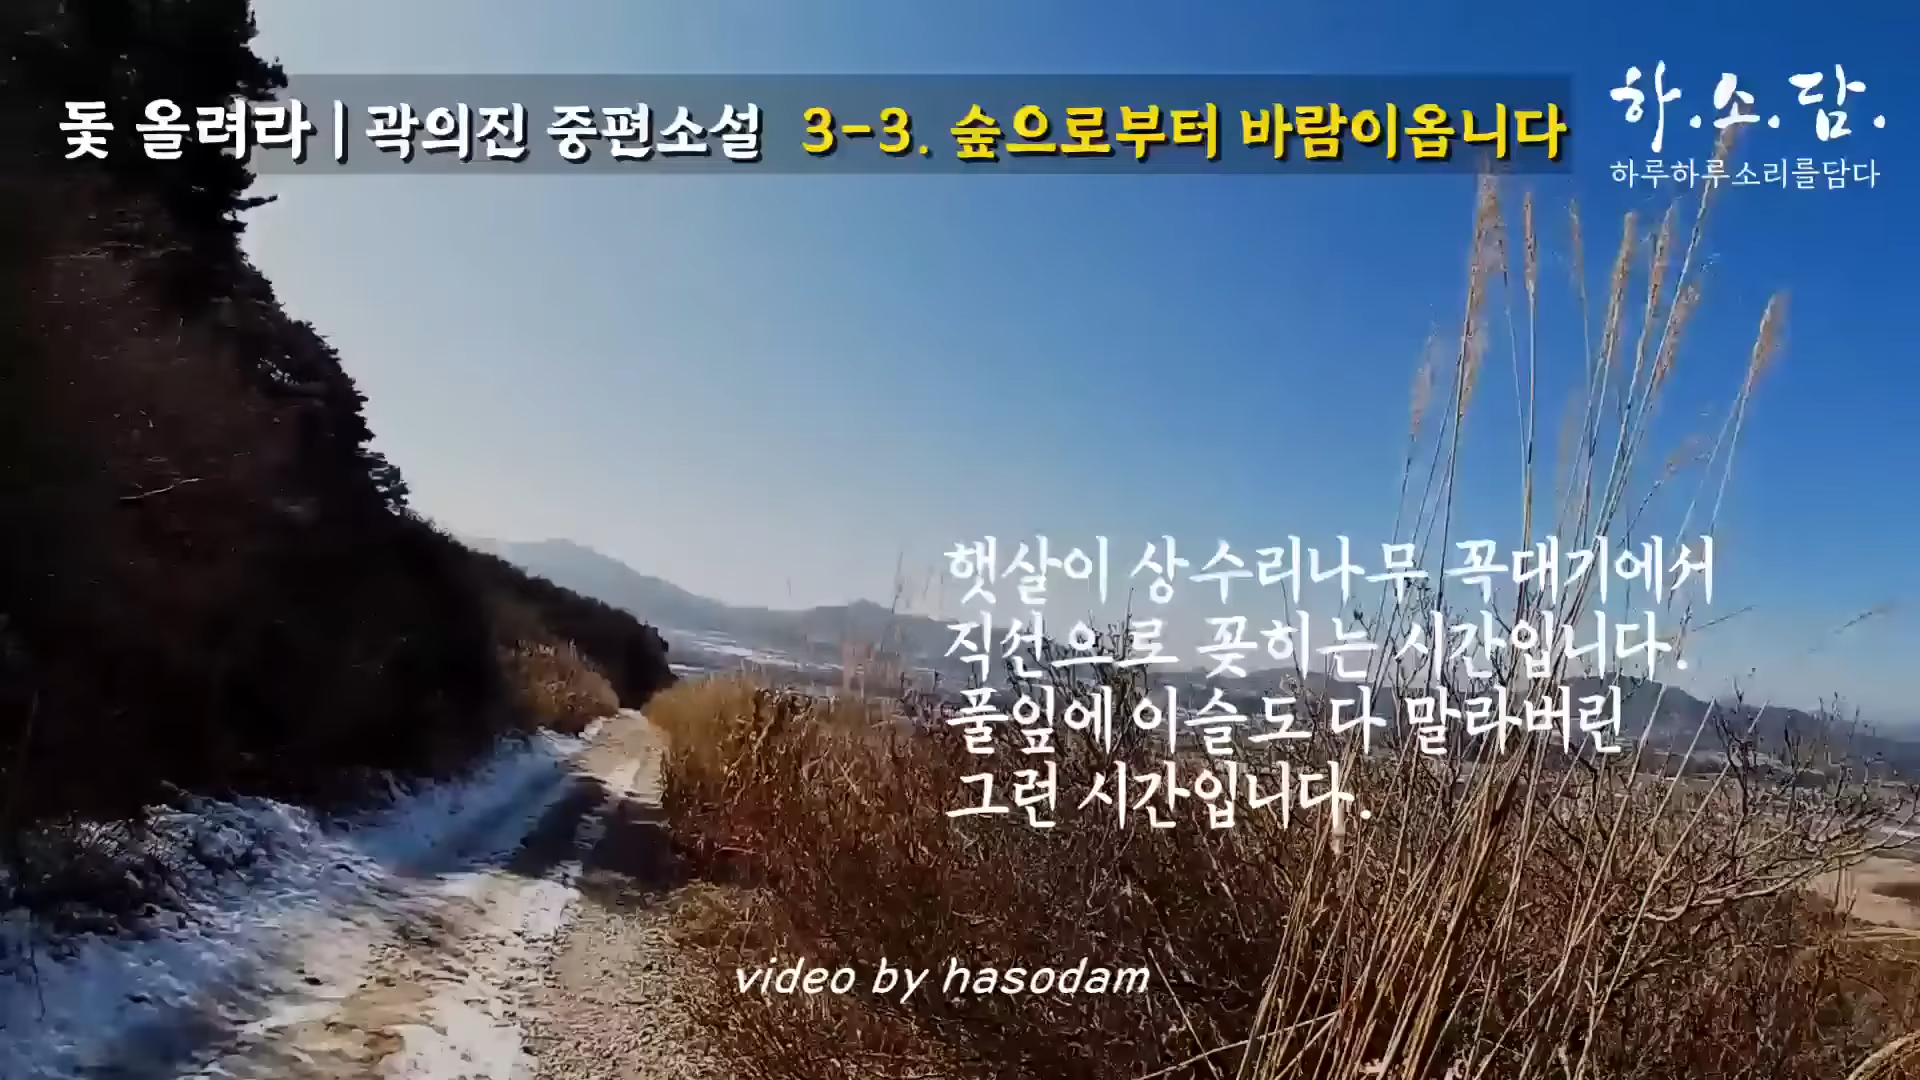 돛 올려라 | 곽의진 중편소설 3-3. 숲으로부터 바람이옵니다
하.소.담.
하루하루소리를담다
햇살이 상수리나무 꼭대기에서
직선으로 꽂히는 시간입니다.
풀잎에 이슬도 다 말라버린
그런 시간입니다.
video by hasodam